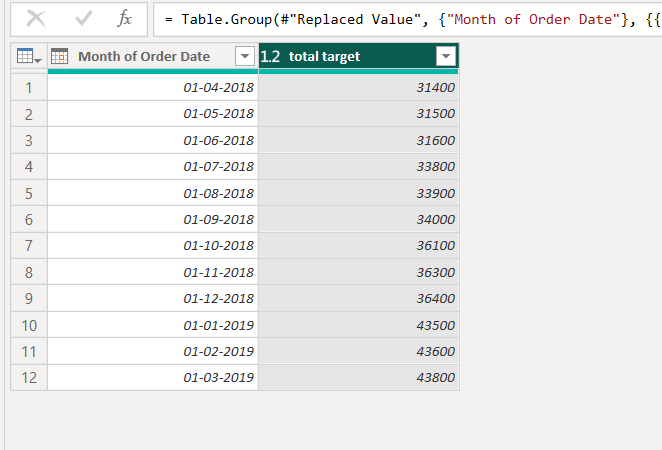 fx = Table.Group(#"Replaced Value", {"Month of Order Date"}, {{
Month of Order Date 1.2 total target
1 01-04-2018 31400
2 01-05-2018 31500
3 01-06-2018 31600
4 01-07-2018 33800
5 01-08-2018 33900
6 01-09-2018 34000
7 01-10-2018 36100
8 01-11-2018 36300
9 01-12-2018 36400
10 01-01-2019 43500
11 01-02-2019 43600
12 01-03-2019 43800